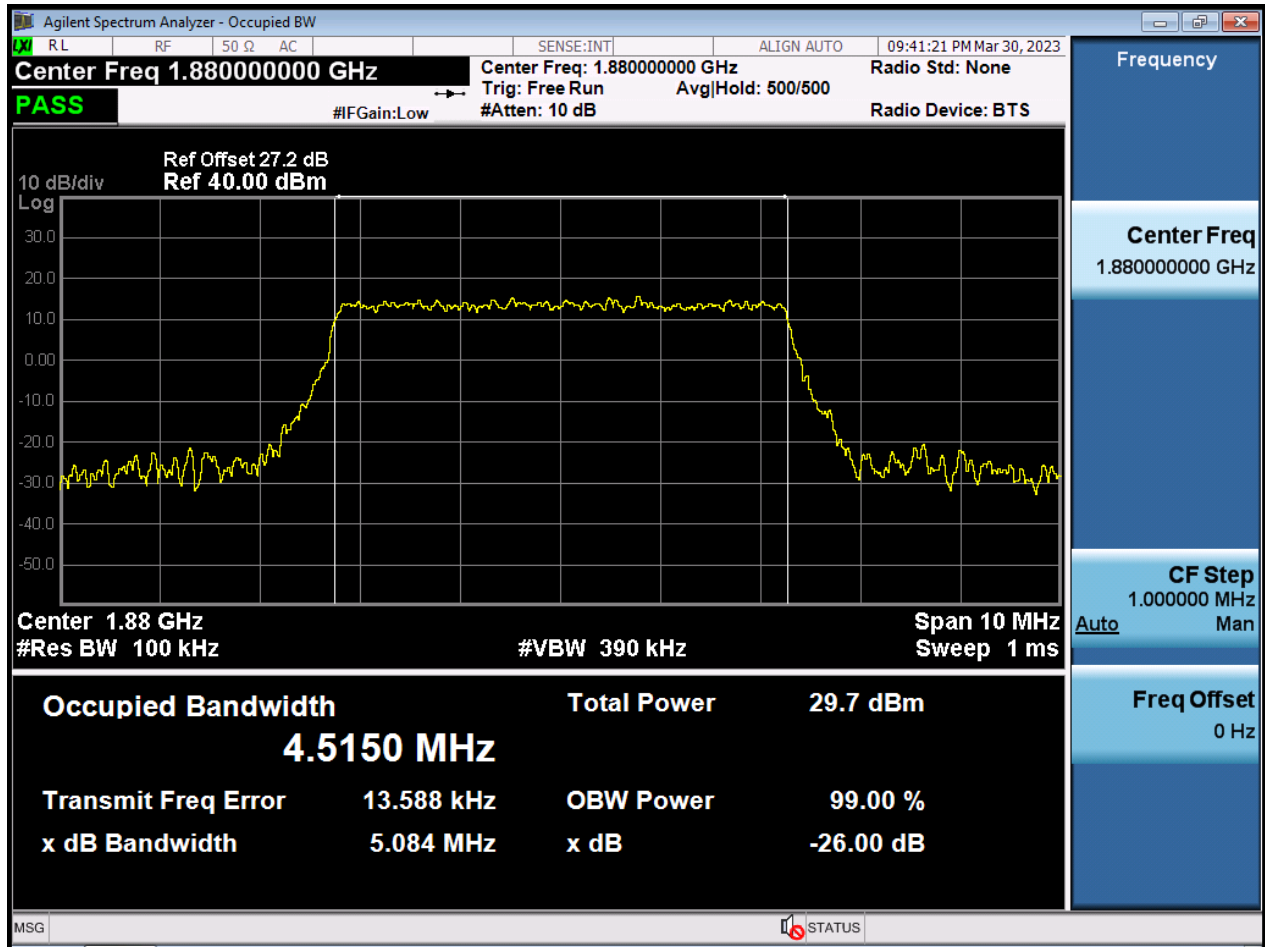 Agilent Spectrum Analyzer - Occupied BW
LXI RL RF 50 Ω AC SENSE:INT ALIGN AUTO 09:41:21 PM Mar 30, 2023
Center Freq 1.880000000 GHz
Center Freq: 1.880000000 GHz
Radio Std: None
Trig: Free Run Avg|Hold: 500/500
PASS
#IFGain:Low
#Atten: 10 dB
Radio Device: BTS
Ref Offset 27.2 dB
10 dB/div Ref 40.00 dBm
Log
30.0
20.0
10.0
0.00
-10.0
-20.0
-30.0
-40.0
-50.0
Center 1.88 GHz Span 10 MHz
#Res BW 100 kHz #VBW 390 kHz Sweep 1 ms
Occupied Bandwidth Total Power 29.7 dBm
4.5150 MHz
Transmit Freq Error 13.588 kHz OBW Power 99.00 %
x dB Bandwidth 5.084 MHz x dB -26.00 dB
MSG STATUS
Frequency
Center Freq
1.880000000 GHz
CF Step
1.000000 MHz
Auto Man
Freq Offset
0 Hz